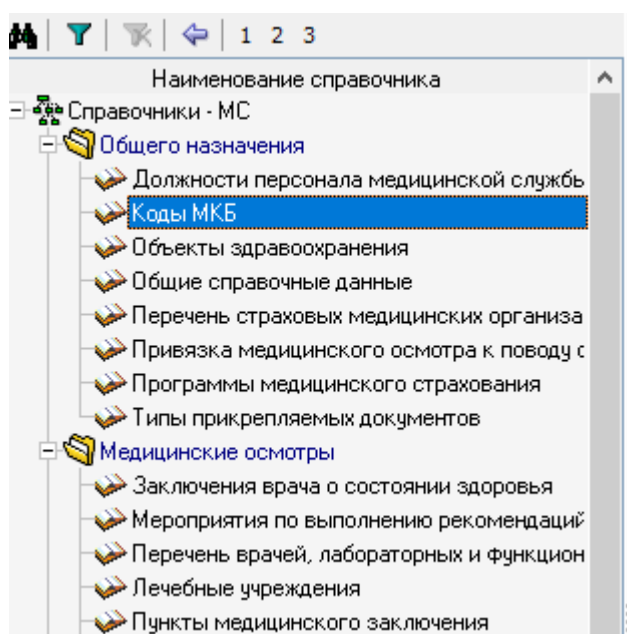 1 2 3
Наименование справочника
Справочники - МС
Общего назначения
Должности персонала медицинской службы
Коды МКБ
Объекты здравоохранения
Общие справочные данные
Перечень страховых медицинских организа
Привязка медицинского осмотра к поводу с
Программы медицинского страхования
Типы прикрепляемых документов
Медицинские осмотры
Заключения врача о состоянии здоровья
Мероприятия по выполнению рекомендаций
Перечень врачей, лабораторных и функцион
Лечебные учреждения
Пункты медицинского заключения